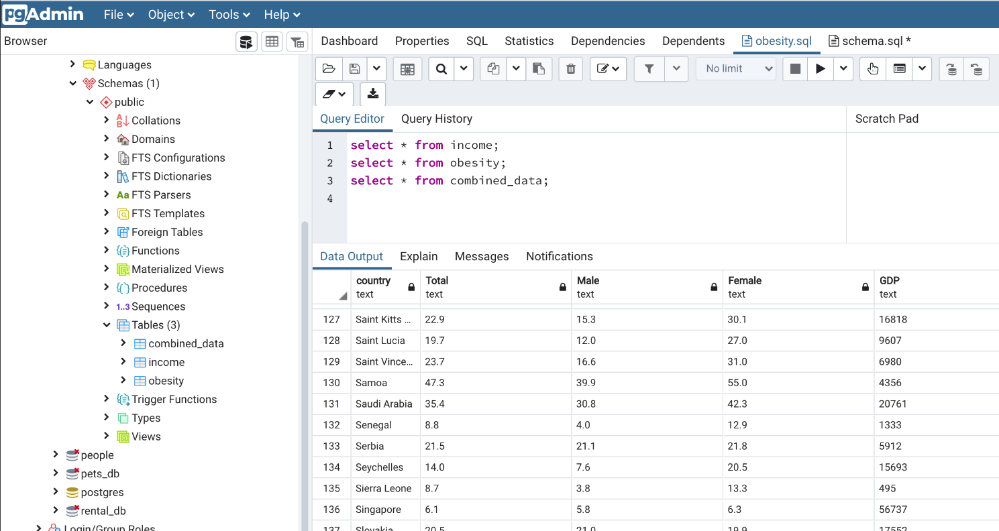 pgAdmin File Object Tools Help
Browser
Dashboard Properties SQL Statistics Dependencies Dependents obesity.sql schema.sql *
Languages
Schemas (1)
public
Collations
Domains
FTS Configurations
FTS Dictionaries
Aa FTS Parsers
FTS Templates
Foreign Tables
Functions
Materialized Views
Procedures
1..3 Sequences
Tables (3)
combined_data
income
obesity
Trigger Functions
Types
Views
people
pets_db
postgres
rental_db
Login/Group Roles
No limit
Query Editor Query History
Scratch Pad
1 select * from income;
2 select * from obesity;
3 select * from combined_data;
4
Data Output Explain Messages Notifications
country Total Male Female GDP
text text text text text
127 Saint Kitts ... 22.9 15.3 30.1 16818
128 Saint Lucia 19.7 12.0 27.0 9607
129 Saint Vince... 23.7 16.6 31.0 6980
130 Samoa 47.3 39.9 55.0 4356
131 Saudi Arabia 35.4 30.8 42.3 20761
132 Senegal 8.8 4.0 12.9 1333
133 Serbia 21.5 21.1 21.8 5912
134 Seychelles 14.0 7.6 20.5 15693
135 Sierra Leone 8.7 3.8 13.3 495
136 Singapore 6.1 5.8 6.3 56737
137 Slovakia 20.5 21.0 19.9 17552